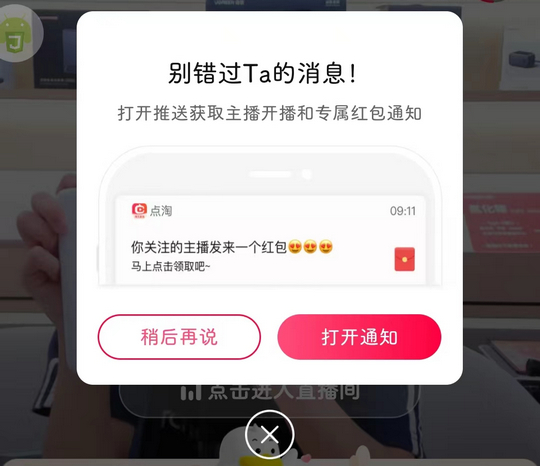 别错过Ta的消息！
打开推送获取主播开播和专属红包通知
点淘 09:11
你关注的主播发来一个红包😍😍😍
马上点击领取吧~
稍后再说 打开通知
点击进入直播间